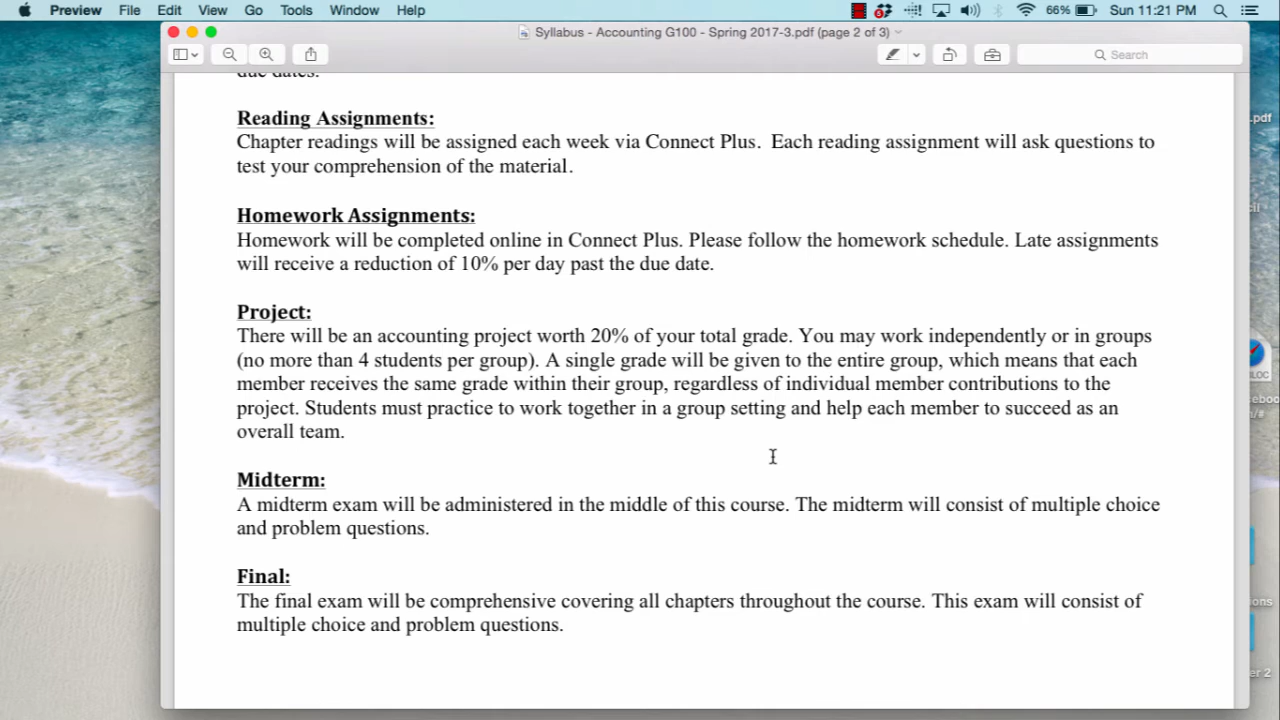 Preview File Edit View Go Tools Window Help 5 66% Sun 11:21 PM
Syllabus - Accounting G100 - Spring 2017-3.pdf (page 2 of 3)
Search
due dates.
Reading Assignments:
Chapter readings will be assigned each week via Connect Plus.  Each reading assignment will ask questions to
test your comprehension of the material.
Homework Assignments:
Homework will be completed online in Connect Plus. Please follow the homework schedule. Late assignments
will receive a reduction of 10% per day past the due date.
Project:
There will be an accounting project worth 20% of your total grade. You may work independently or in groups
(no more than 4 students per group). A single grade will be given to the entire group, which means that each
member receives the same grade within their group, regardless of individual member contributions to the
project. Students must practice to work together in a group setting and help each member to succeed as an
overall team.
Midterm:
A midterm exam will be administered in the middle of this course. The midterm will consist of multiple choice
and problem questions.
Final:
The final exam will be comprehensive covering all chapters throughout the course. This exam will consist of
multiple choice and problem questions.
.pdf